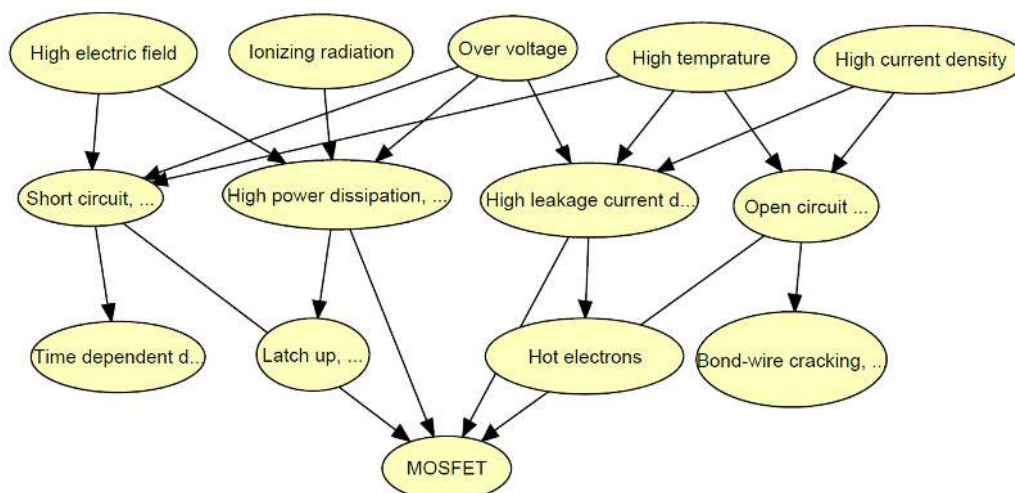 High electric field
Ionizing radiation
Over voltage
High temprature
High current density
Short circuit, ...
High power dissipation, ...
High leakage current d...
Open circuit ...
Time dependent d...
Latch up, ...
Hot electrons
Bond-wire cracking, ...
MOSFET